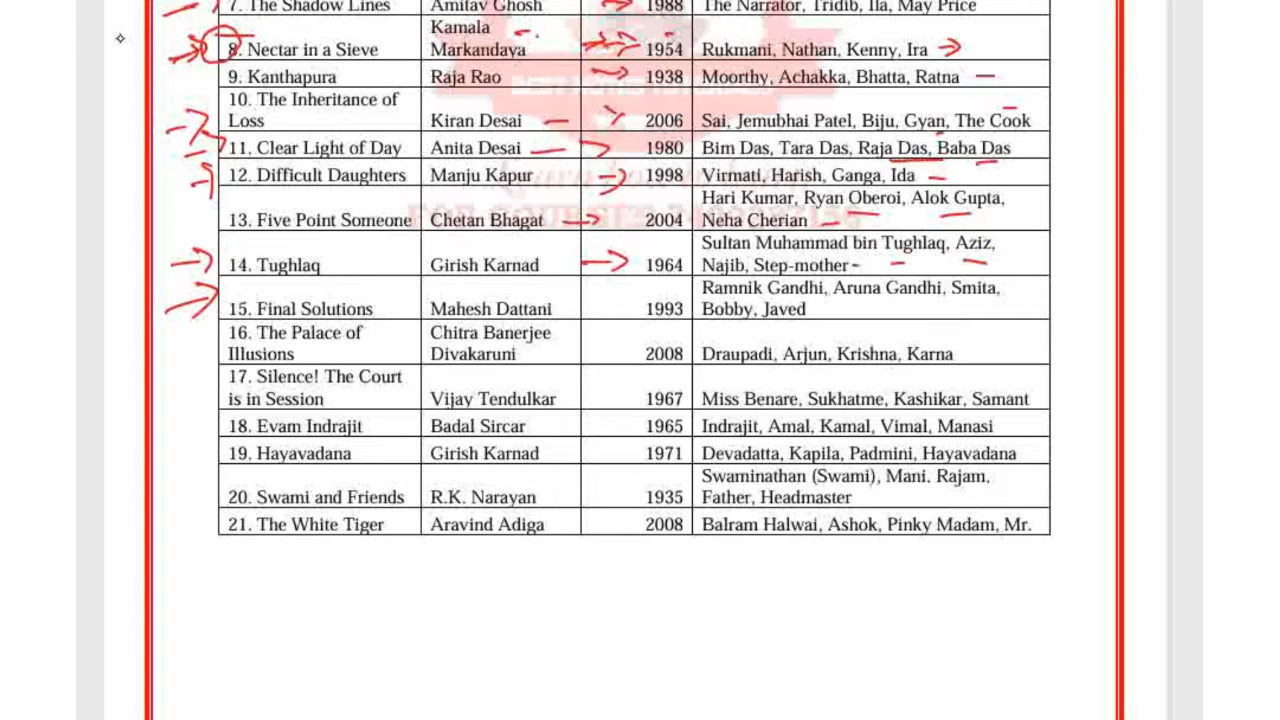 7. The Shadow Lines Amitav Ghosh 1988 The Narrator, Tridib, Ila, May Price
Kamala
8. Nectar in a Sieve Markandaya 1954 Rukmani, Nathan, Kenny, Ira
9. Kanthapura Raja Rao 1938 Moorthy, Achakka, Bhatta, Ratna
10. The Inheritance of
Loss Kiran Desai 2006 Sai, Jemubhai Patel, Biju, Gyan, The Cook
11. Clear Light of Day Anita Desai 1980 Bim Das, Tara Das, Raja Das, Baba Das
12. Difficult Daughters Manju Kapur 1998 Virmati, Harish, Ganga, Ida
Hari Kumar, Ryan Oberoi, Alok Gupta,
13. Five Point Someone Chetan Bhagat 2004 Neha Cherian
Sultan Muhammad bin Tughlaq, Aziz,
14. Tughlaq Girish Karnad 1964 Najib, Step-mother
Ramnik Gandhi, Aruna Gandhi, Smita,
15. Final Solutions Mahesh Dattani 1993 Bobby, Javed
16. The Palace of Chitra Banerjee
Illusions Divakaruni 2008 Draupadi, Arjun, Krishna, Karna
17. Silence! The Court
is in Session Vijay Tendulkar 1967 Miss Benare, Sukhatme, Kashikar, Samant
18. Evam Indrajit Badal Sircar 1965 Indrajit, Amal, Kamal, Vimal, Manasi
19. Hayavadana Girish Karnad 1971 Devadatta, Kapila, Padmini, Hayavadana
Swaminathan (Swami), Mani, Rajam,
20. Swami and Friends R.K. Narayan 1935 Father, Headmaster
21. The White Tiger Aravind Adiga 2008 Balram Halwai, Ashok, Pinky Madam, Mr.